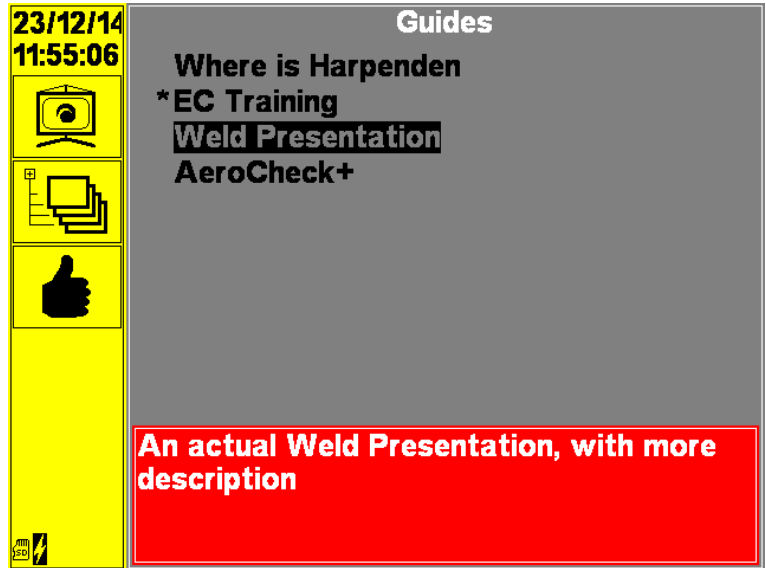 23/12/14
11:55:06
Guides
Where is Harpenden
*EC Training
Weld Presentation
AeroCheck+
An actual Weld Presentation, with more
description
SD